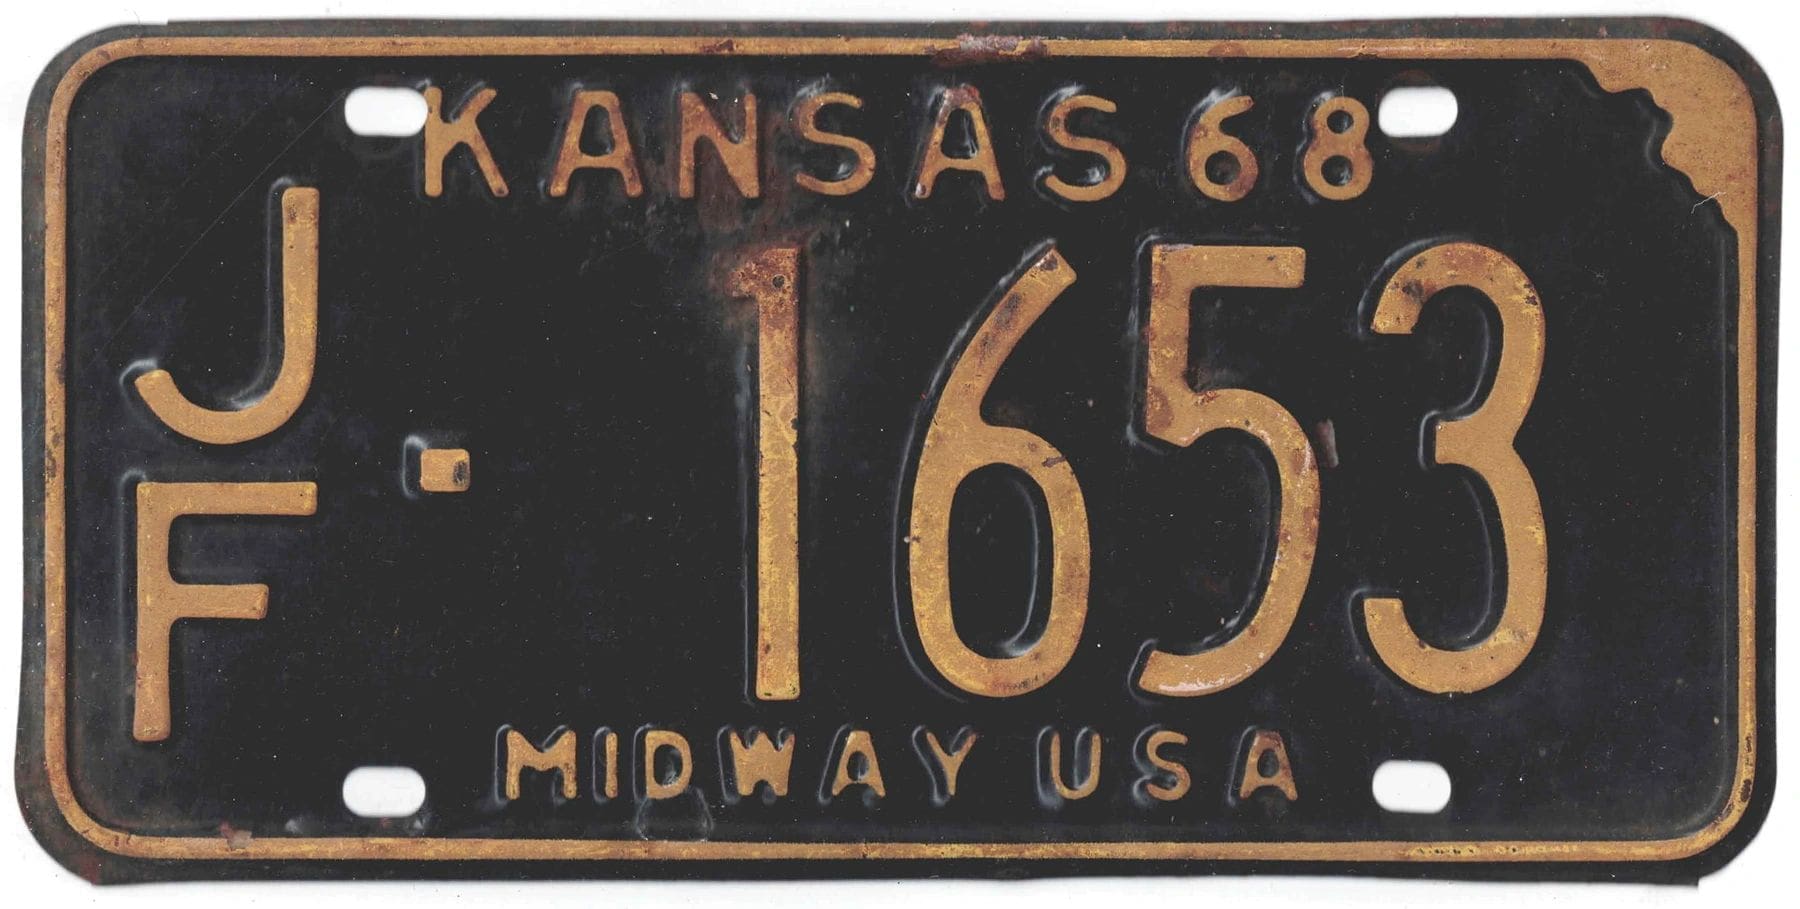 KANSAS 68
JF · 1653
MIDWAY USA